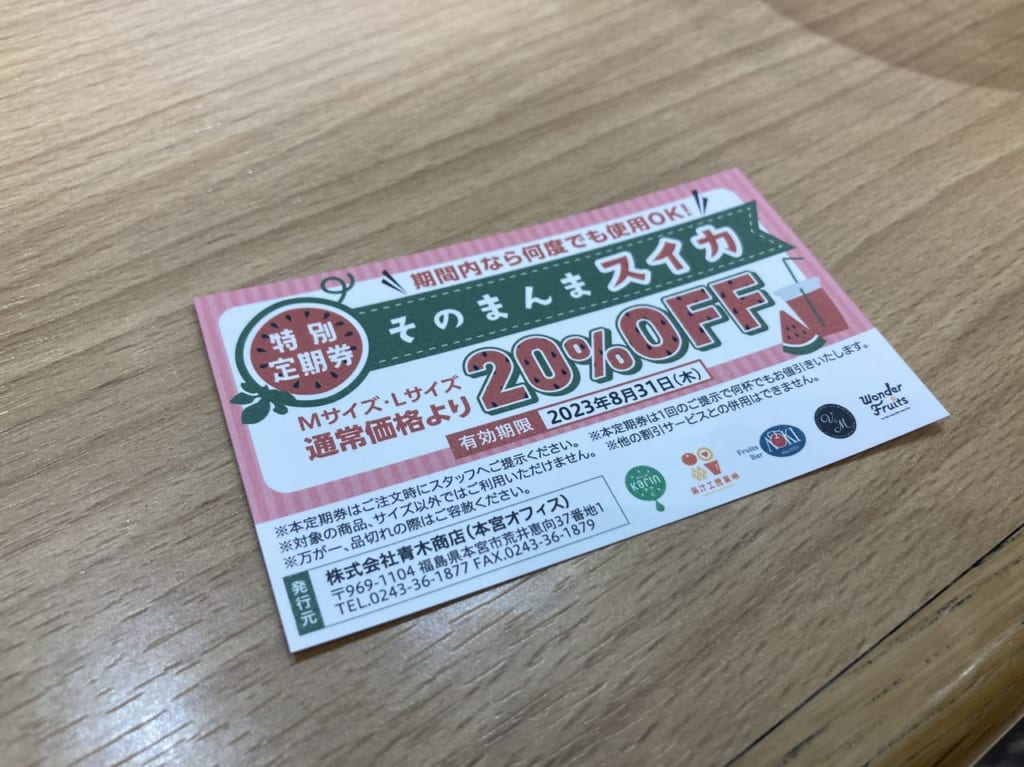 期間内なら何度でも使用OK!
特別
定期券
そのまんまスイカ
Mサイズ・Lサイズ
通常価格より
20%OFF
有効期限 2023年8月31日(木)
※本定期券はご注文時にスタッフへご提示ください。 ※本定期券は1回のご提示で何杯でもお値引きいたします。
※対象の商品、サイズ以外ではご利用いただけません。 ※他の割引サービスとの併用はできません。
※万が一、品切れの際はご容赦ください。
発行元
株式会社青木商店(本宮オフィス)
〒969-1104 福島県本宮市荒井恵向37番地1
TEL.0243-36-1877 FAX.0243-36-1879
karin
果汁工房果琳
Fruits Bar
AOKI
V M
Wonder Fruits